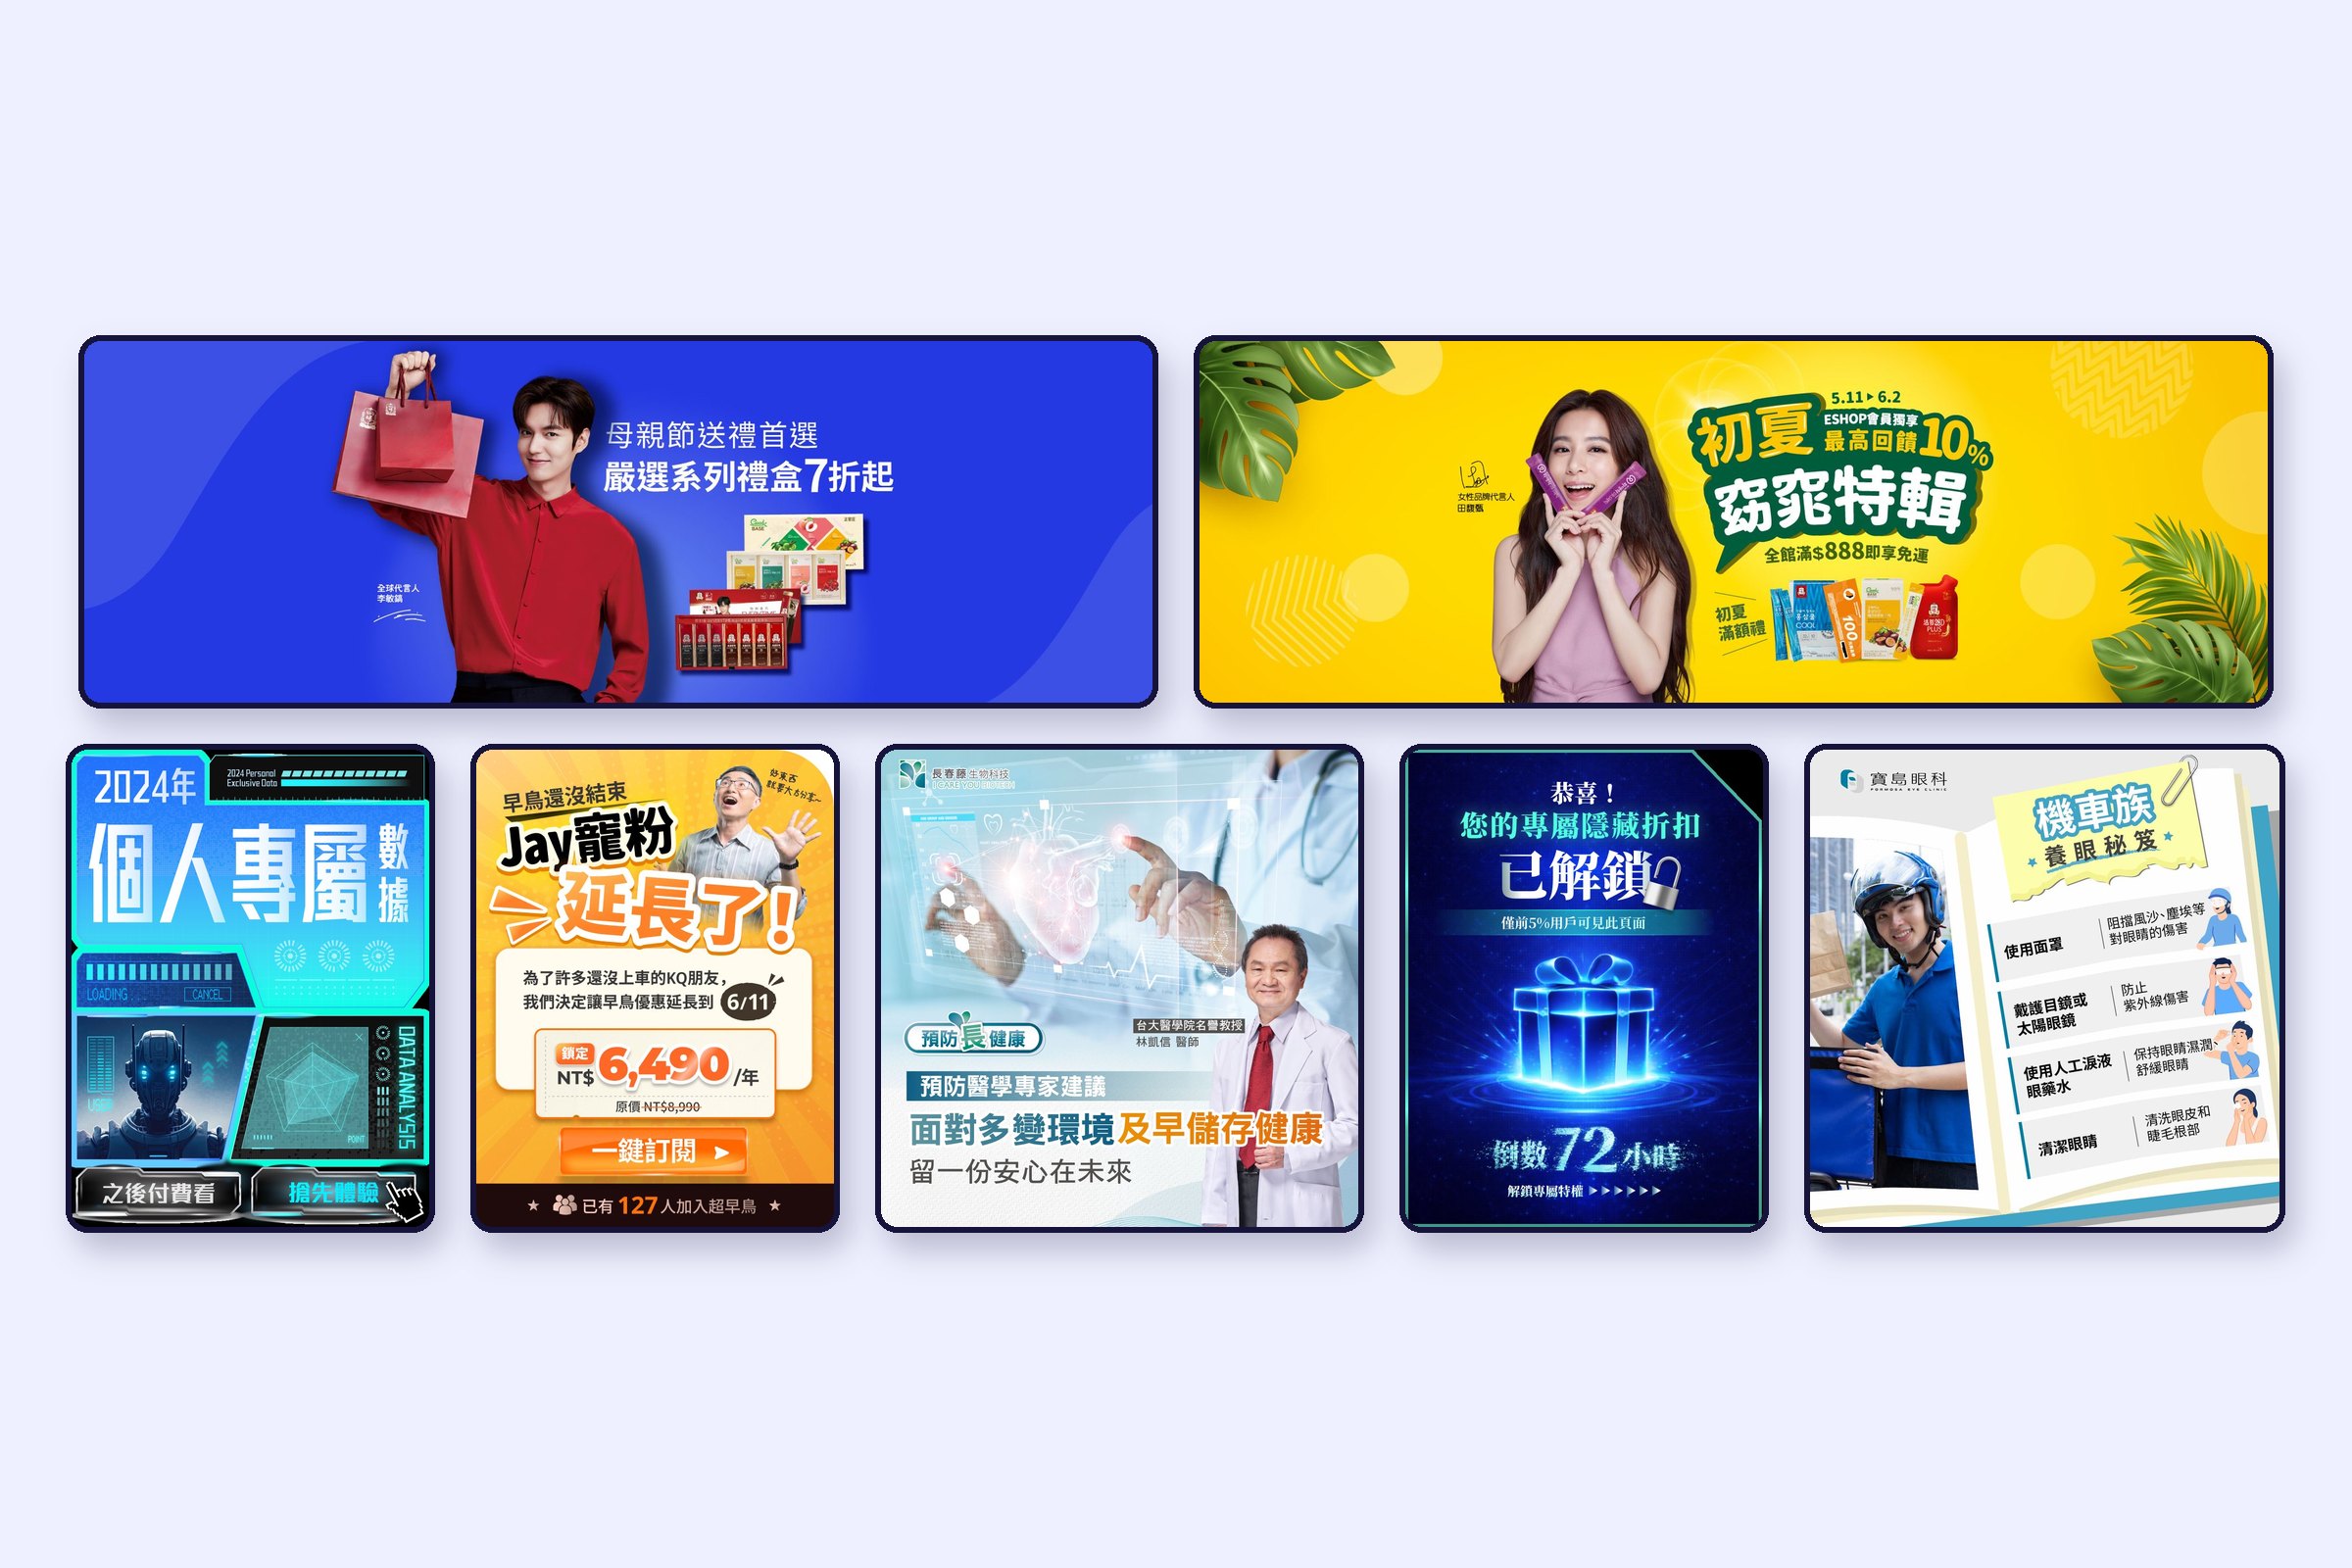 母親節送禮首選
嚴選系列禮盒7折起
全球代言人
李敏鎬
5.11▸6.2
ESHOP會員獨享
初夏 最高回饋10%
窈窕特輯
全館滿$888即享免運
女性品牌代言人
田馥甄
初夏
滿額禮
2024年
2024 Personal
Exclusive Data
個人專屬數據
LOADING
CANCEL
USER
POINT
DATA ANALYSIS
之後付費看
搶先體驗
好東西
就要大方分享~
早鳥還沒結束
Jay寵粉
延長了!
為了許多還沒上車的KQ朋友,
我們決定讓早鳥優惠延長到 6/11
鎖定
NT$6,490/年
原價 NT$8,990
一鍵訂閱
★ 已有 127 人加入超早鳥 ★
長春藤生物科技
I CARE YOU BIOTECH
預防長健康
台大醫學院名譽教授
林凱信 醫師
預防醫學專家建議
面對多變環境及早儲存健康
留一份安心在未來
恭喜！
您的專屬隱藏折扣
已解鎖
僅前5%用戶可見此頁面
倒數72小時
解鎖專屬特權
寶島眼科
FORMOSA EYE CLINIC
機車族
養眼秘笈
使用面罩
阻擋風沙、塵埃等
對眼睛的傷害
戴護目鏡或
太陽眼鏡
防止
紫外線傷害
使用人工淚液
眼藥水
保持眼睛濕潤、
舒緩眼睛
清潔眼睛
清洗眼皮和
睫毛根部